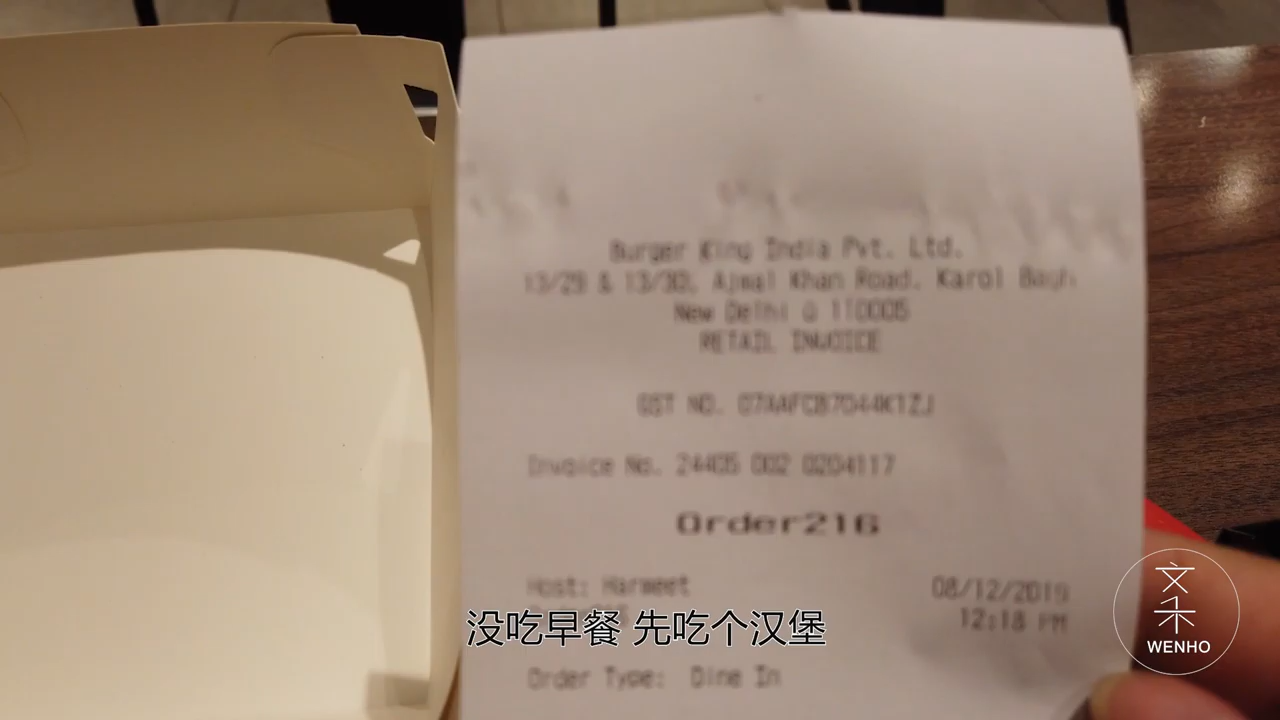 Burger King India Pvt. Ltd.
13/29 & 13/30, Ajmal Khan Road, Karol Bagh,
New Delhi 110005
RETAIL INVOICE
GST NO. 07AAFCB7044K1ZJ
Invoice No. 24405 002 0204117
Order216
Host: Harmeet
08/12/2019
12:18 PM
没吃早餐 先吃个汉堡
Order Type: Dine In
文禾
WENHO